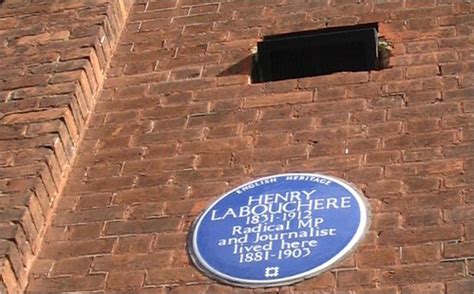 ENGLISH HERITAGE
HENRY
LABOUCHERE
1831-1912
Radical MP
and Journalist
lived here
1881-1903